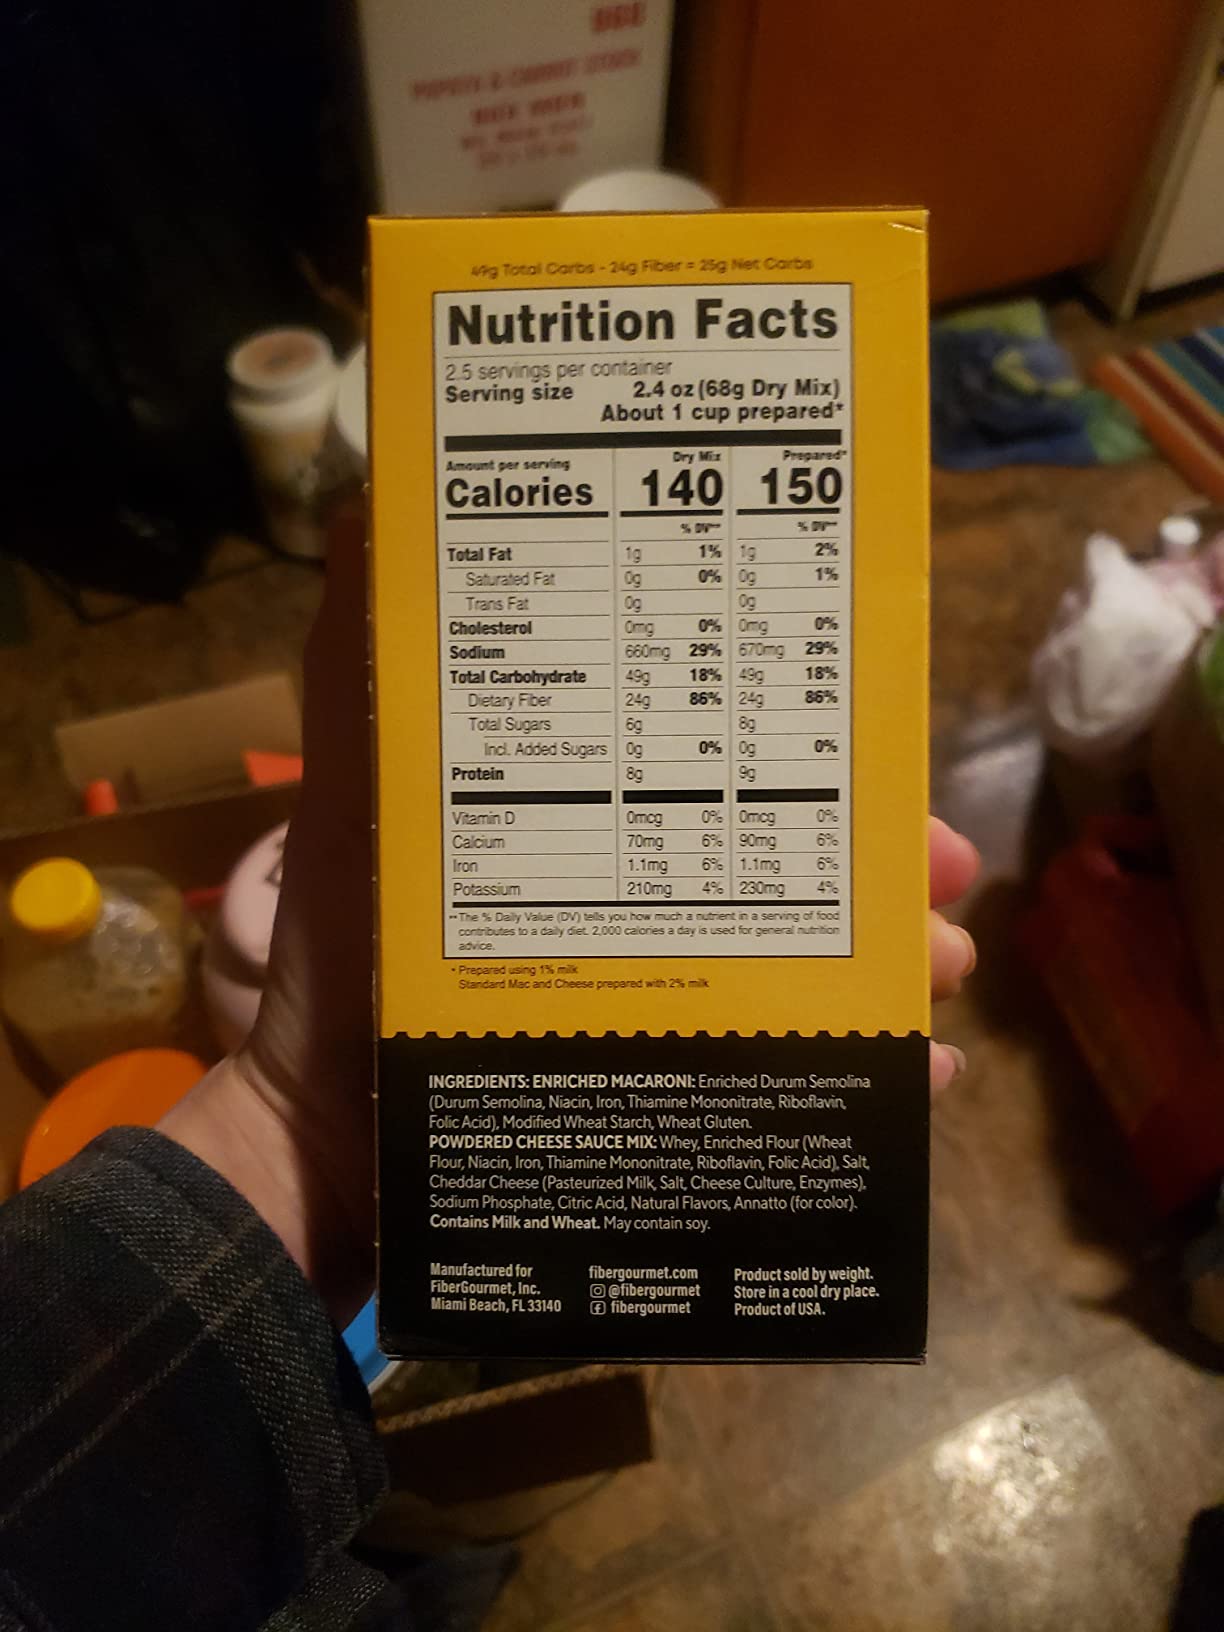 49g Total Carbs - 24g Fiber = 25g Net Carbs
Nutrition Facts
2.5 servings per container
Serving size 2.4 oz (68g Dry Mix)
About 1 cup prepared*
Amount per serving Dry Mix Prepared*
Calories 140 150
% DV** % DV**
Total Fat 1g 1% 1g 2%
Saturated Fat 0g 0% 0g 1%
Trans Fat 0g 0g
Cholesterol 0mg 0% 0mg 0%
Sodium 660mg 29% 670mg 29%
Total Carbohydrate 49g 18% 49g 18%
Dietary Fiber 24g 86% 24g 86%
Total Sugars 6g 8g
Incl. Added Sugars 0g 0% 0g 0%
Protein 8g 9g
Vitamin D 0mcg 0% 0mcg 0%
Calcium 70mg 6% 90mg 6%
Iron 1.1mg 6% 1.1mg 6%
Potassium 210mg 4% 230mg 4%
**The % Daily Value (DV) tells you how much a nutrient in a serving of food
contributes to a daily diet. 2,000 calories a day is used for general nutrition
advice.
* Prepared using 1% milk
Standard Mac and Cheese prepared with 2% milk
INGREDIENTS: ENRICHED MACARONI: Enriched Durum Semolina
(Durum Semolina, Niacin, Iron, Thiamine Mononitrate, Riboflavin,
Folic Acid), Modified Wheat Starch, Wheat Gluten.
POWDERED CHEESE SAUCE MIX: Whey, Enriched Flour (Wheat
Flour, Niacin, Iron, Thiamine Mononitrate, Riboflavin, Folic Acid), Salt,
Cheddar Cheese (Pasteurized Milk, Salt, Cheese Culture, Enzymes),
Sodium Phosphate, Citric Acid, Natural Flavors, Annatto (for color).
Contains Milk and Wheat. May contain soy.
Manufactured for
FiberGourmet, Inc.
Miami Beach, FL 33140
fibergourmet.com
@fibergourmet
fibergourmet
Product sold by weight.
Store in a cool dry place.
Product of USA.